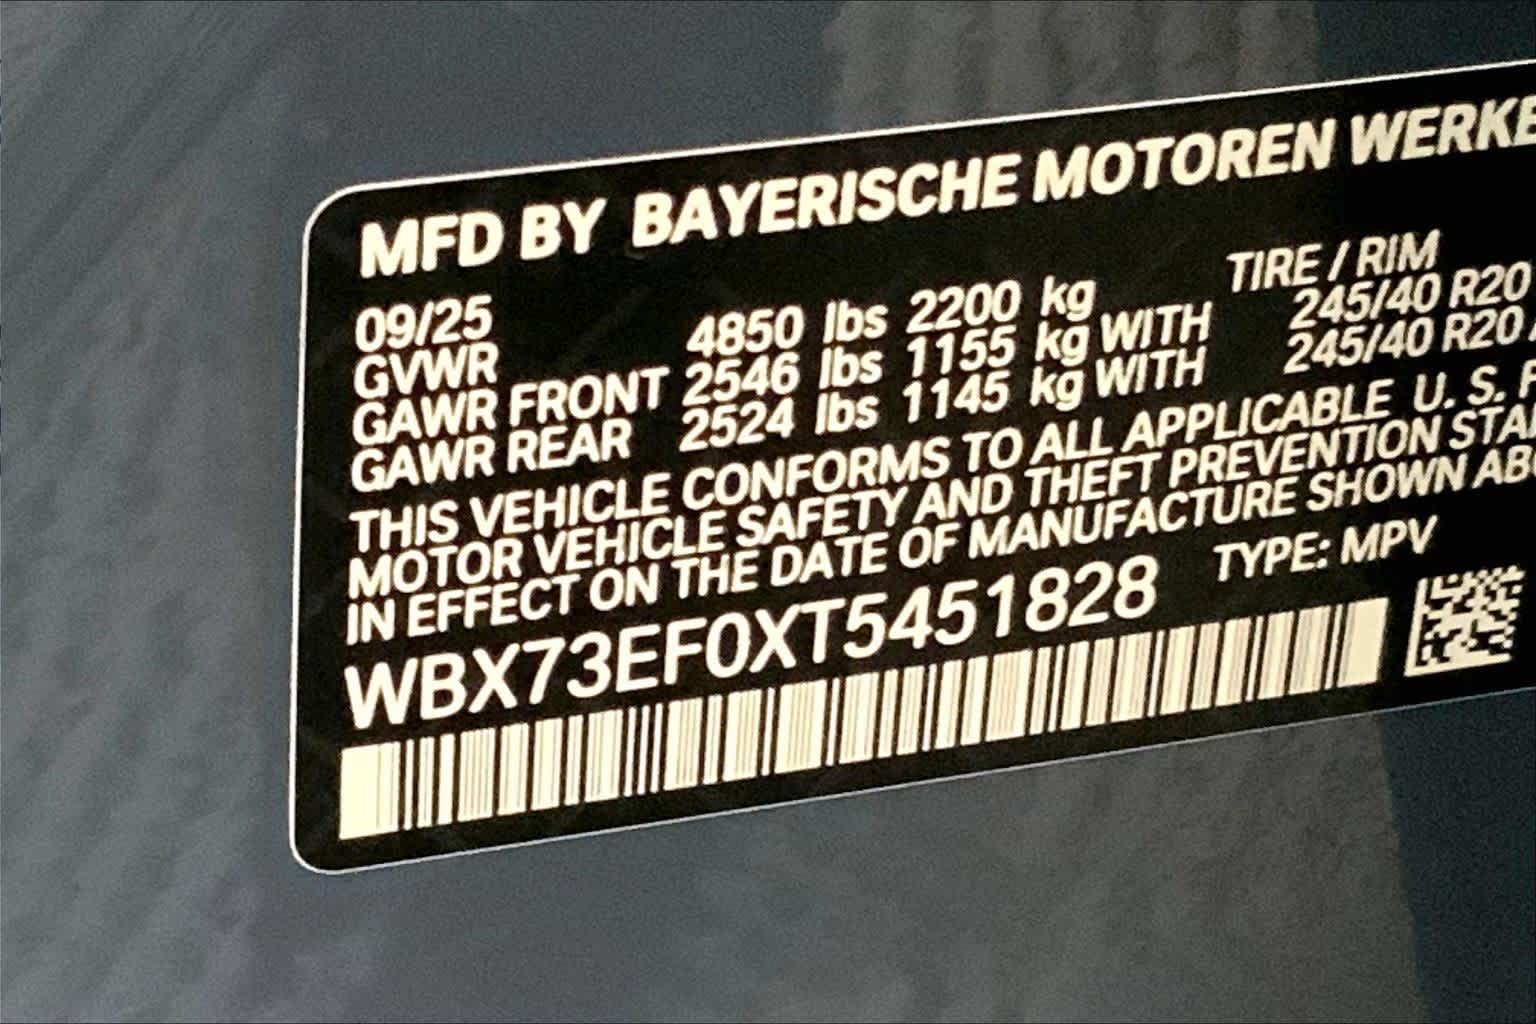 MFD BY BAYERISCHE MOTOREN WERKE
09/25 TIRE / RIM
GVWR 4850 lbs 2200 kg
GAWR FRONT 2546 lbs 1155 kg WITH 245/40 R20
GAWR REAR 2524 lbs 1145 kg WITH 245/40 R20
THIS VEHICLE CONFORMS TO ALL APPLICABLE U. S. F
MOTOR VEHICLE SAFETY AND THEFT PREVENTION STA
IN EFFECT ON THE DATE OF MANUFACTURE SHOWN ABO
WBX73EF0XT5451828 TYPE: MPV